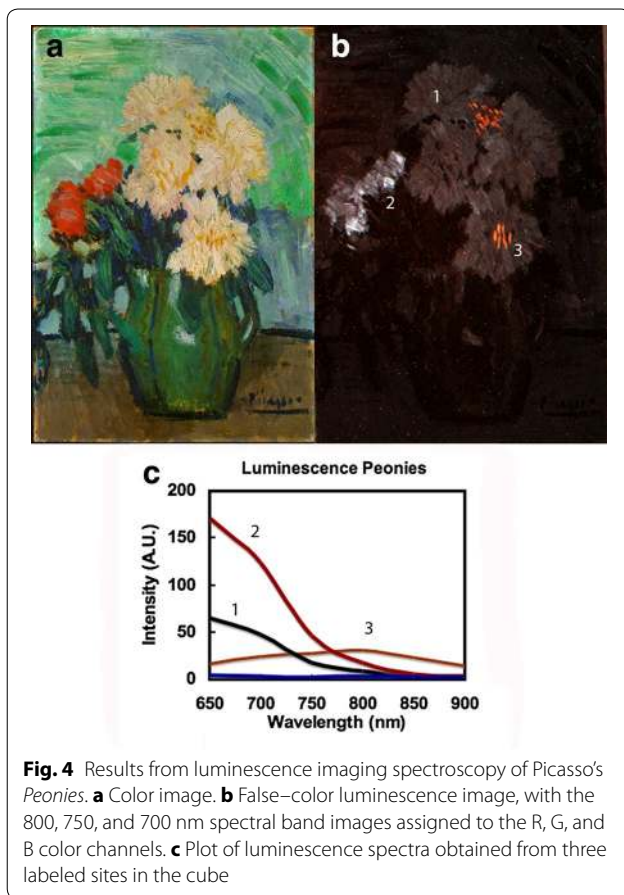 a
b
1
2
3
c
Luminescence Peonies
200
150
100
50
0
Intensity (A.U.)
2
1
3
650 700 750 800 850 900
Wavelength (nm)
Fig. 4 Results from luminescence imaging spectroscopy of Picasso’s
Peonies. a Color image. b False–color luminescence image, with the
800, 750, and 700 nm spectral band images assigned to the R, G, and
B color channels. c Plot of luminescence spectra obtained from three
labeled sites in the cube